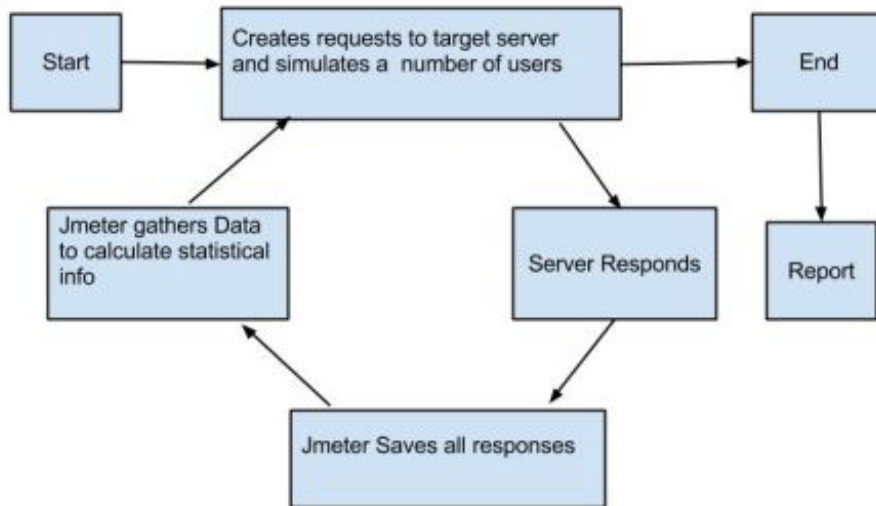 Start
Creates requests to target server
and simulates a number of users
End
Jmeter gathers Data
to calculate statistical
info
Server Responds
Report
Jmeter Saves all responses